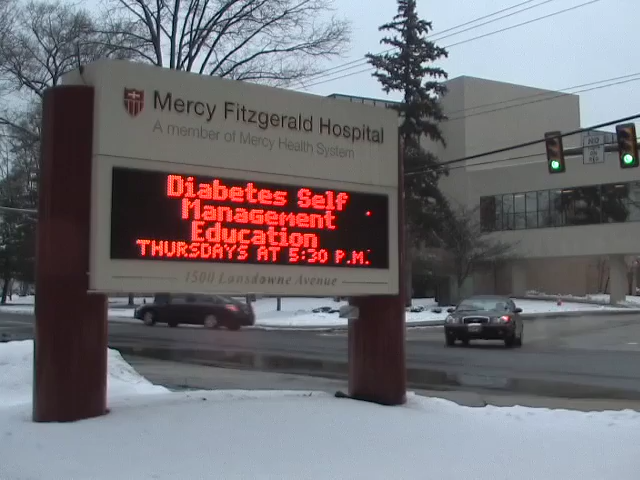 Mercy Fitzgerald Hospital
A member of Mercy Health System
Diabetes Self
Management
Education
THURSDAYS AT 5:30 P.M.
1500 Lansdowne Avenue
NO